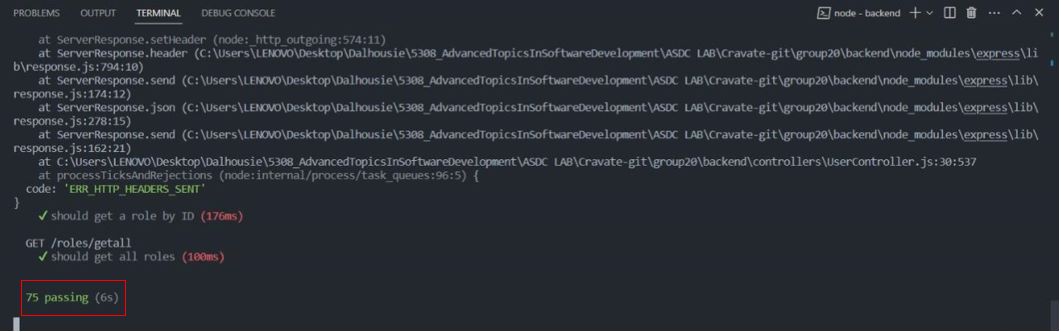 PROBLEMS OUTPUT TERMINAL DEBUG CONSOLE node - backend
at ServerResponse.setHeader (node:_http_outgoing:574:11)
at ServerResponse.header (C:\Users\LENOVO\Desktop\Dalhousie\5308_AdvancedTopicsInSoftwareDevelopment\ASDC LAB\Cravate-git\group20\backend\node_modules\express\li
b\response.js:794:10)
at ServerResponse.send (C:\Users\LENOVO\Desktop\Dalhousie\5308_AdvancedTopicsInSoftwareDevelopment\ASDC LAB\Cravate-git\group20\backend\node_modules\express\lib\
response.js:174:12)
at ServerResponse.json (C:\Users\LENOVO\Desktop\Dalhousie\5308_AdvancedTopicsInSoftwareDevelopment\ASDC LAB\Cravate-git\group20\backend\node_modules\express\lib\
response.js:278:15)
at ServerResponse.send (C:\Users\LENOVO\Desktop\Dalhousie\5308_AdvancedTopicsInSoftwareDevelopment\ASDC LAB\Cravate-git\group20\backend\node_modules\express\lib\
response.js:162:21)
at C:\Users\LENOVO\Desktop\Dalhousie\5308_AdvancedTopicsInSoftwareDevelopment\ASDC LAB\Cravate-git\group20\backend\controllers\UserController.js:30:537
at processTicksAndRejections (node:internal/process/task_queues:96:5) {
code: 'ERR_HTTP_HEADERS_SENT'
}
✓ should get a role by ID (176ms)
GET /roles/getall
✓ should get all roles (100ms)
75 passing (6s)